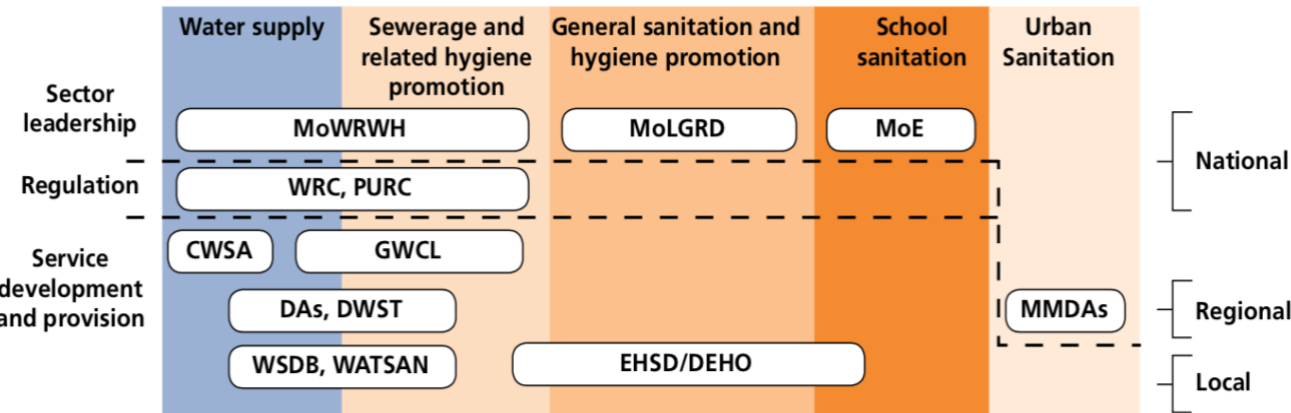 Water supply
Sewerage and
related hygiene
promotion
General sanitation and
hygiene promotion
School
sanitation
Urban
Sanitation
Sector
leadership
MoWRWH
MoLGRD
MoE
National
Regulation
WRC, PURC
Service
development
and provision
CWSA
GWCL
DAs, DWST
MMDAs
Regional
WSDB, WATSAN
EHSD/DEHO
Local